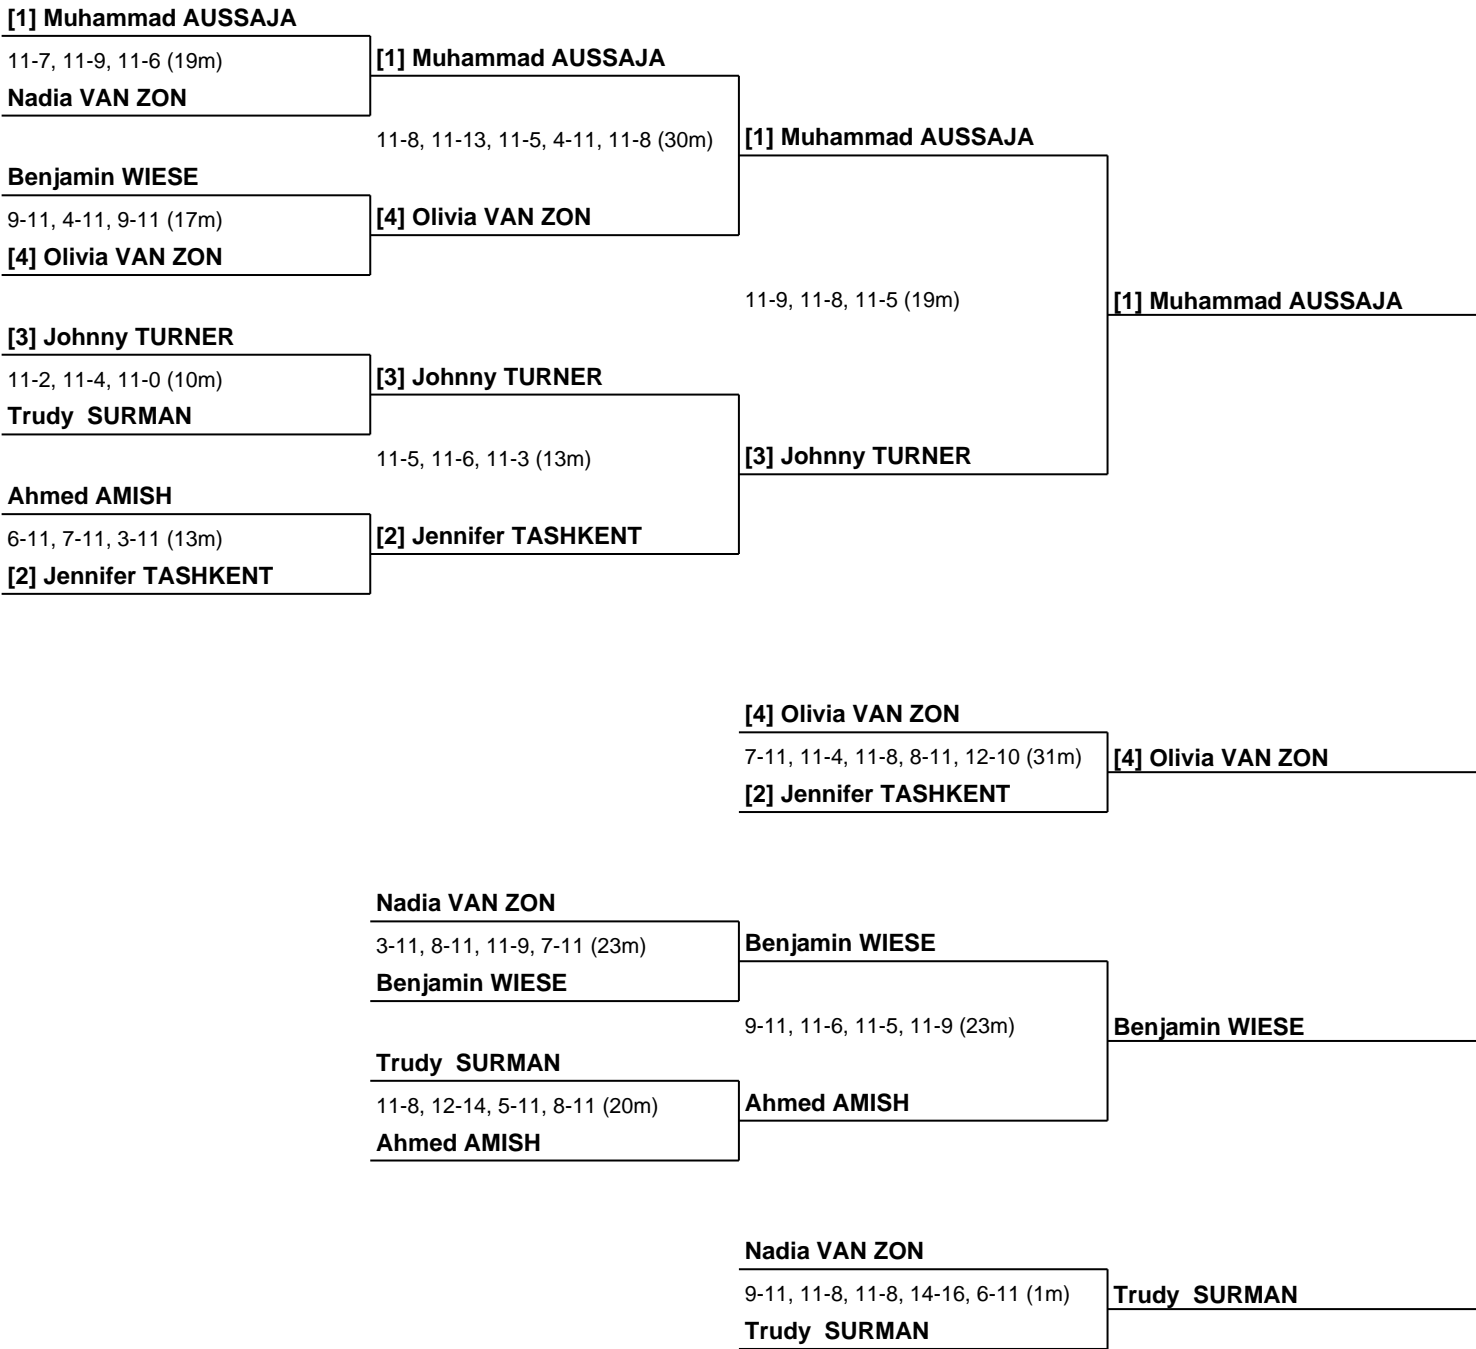 [1] Muhammad AUSSAJA
11-7, 11-9, 11-6 (19m)
Nadia VAN ZON
Benjamin WIESE
9-11, 4-11, 9-11 (17m)
[4] Olivia VAN ZON
[3] Johnny TURNER
11-2, 11-4, 11-0 (10m)
Trudy  SURMAN
Ahmed AMISH
6-11, 7-11, 3-11 (13m)
[2] Jennifer TASHKENT
[1] Muhammad AUSSAJA
11-8, 11-13, 11-5, 4-11, 11-8 (30m)
[4] Olivia VAN ZON
[3] Johnny TURNER
11-5, 11-6, 11-3 (13m)
[2] Jennifer TASHKENT
[1] Muhammad AUSSAJA
11-9, 11-8, 11-5 (19m)
[3] Johnny TURNER
[1] Muhammad AUSSAJA
[4] Olivia VAN ZON
7-11, 11-4, 11-8, 8-11, 12-10 (31m)
[2] Jennifer TASHKENT
[4] Olivia VAN ZON
Nadia VAN ZON
3-11, 8-11, 11-9, 7-11 (23m)
Benjamin WIESE
Trudy  SURMAN
11-8, 12-14, 5-11, 8-11 (20m)
Ahmed AMISH
Benjamin WIESE
9-11, 11-6, 11-5, 11-9 (23m)
Ahmed AMISH
Benjamin WIESE
Nadia VAN ZON
9-11, 11-8, 11-8, 14-16, 6-11 (1m)
Trudy  SURMAN
Trudy  SURMAN